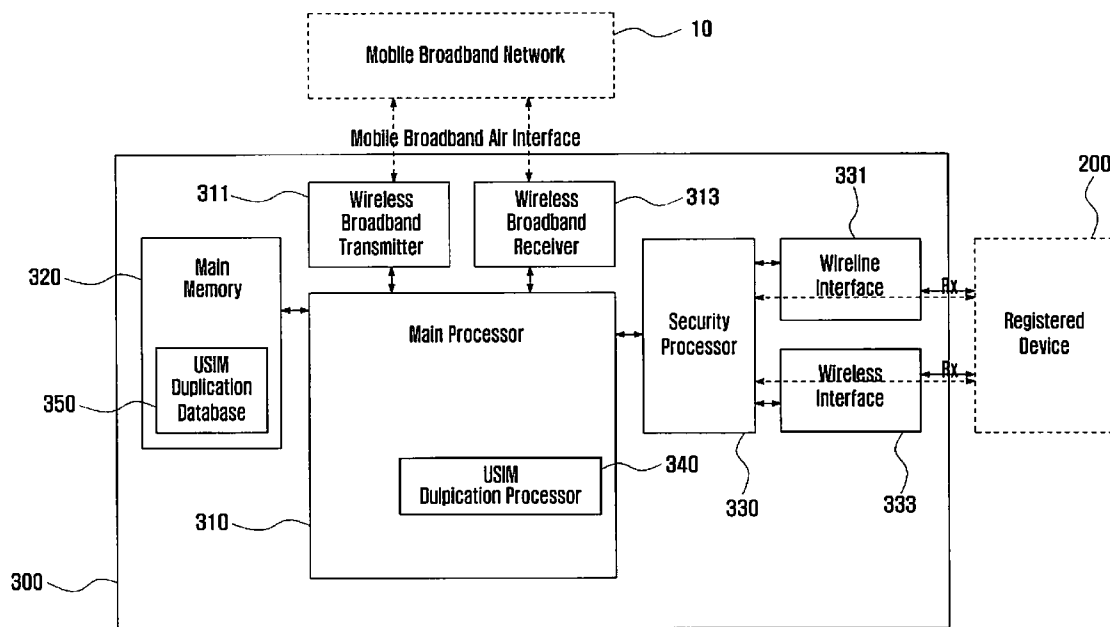 10
Mobile Broadband Network
Mobile Broadband Air Interface
311
Wireless
Broadband
Transmitter
Wireless
Broadband
Receiver
313
331
200
320
Main
Memory
USIM
Duplication
Database
350
Main Processor
USIM
Dulpication Processor
340
310
Security
Processor
330
Wireline
Interface
Rx
Wireless
Interface
Rx
333
Registered
Device
300